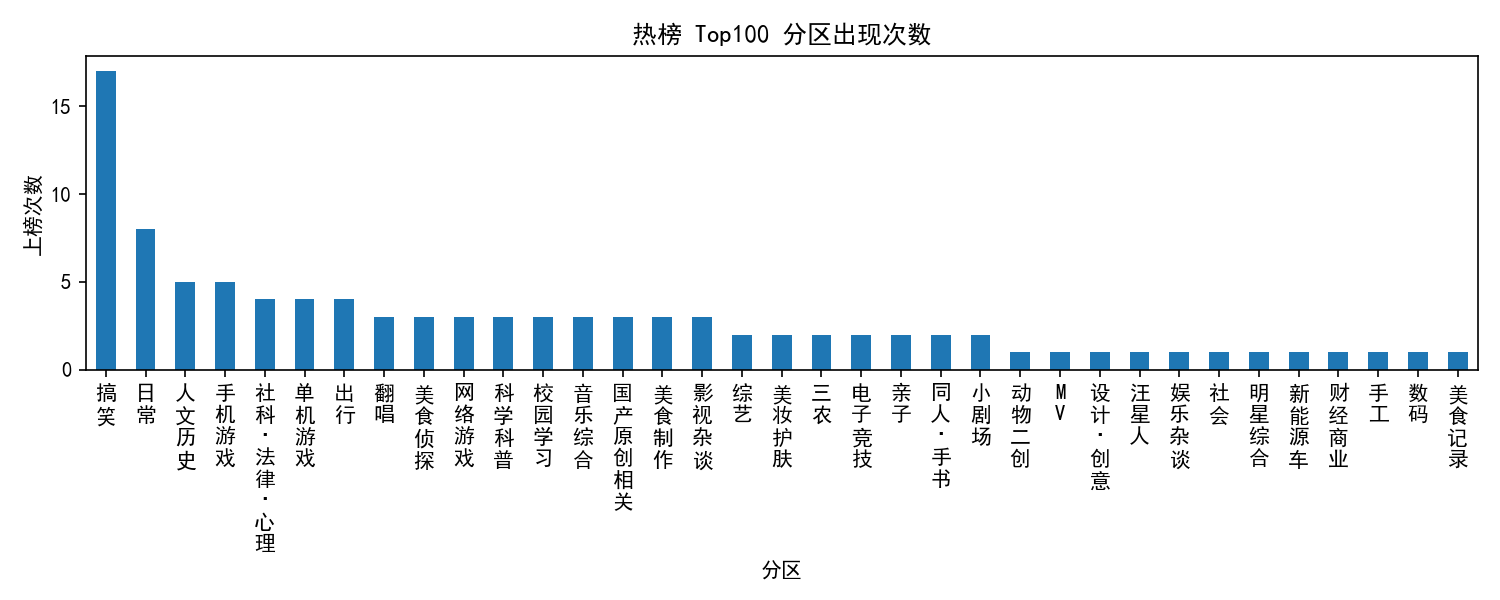 热榜 Top100 分区出现次数
上榜次数
15
10
5
0
搞笑
日常
人文历史
手机游戏
社科·法律·心理
单机游戏
出行
翻唱
美食侦探
网络游戏
科学科普
校园学习
音乐综合
国产原创相关
美食制作
影视杂谈
综艺
美妆护肤
三农
电子竞技
亲子
同人·手书
小剧场
动物二创
MV
设计·创意
汪星人
娱乐杂谈
社会
明星综合
新能源车
财经商业
手工
数码
美食记录
分区